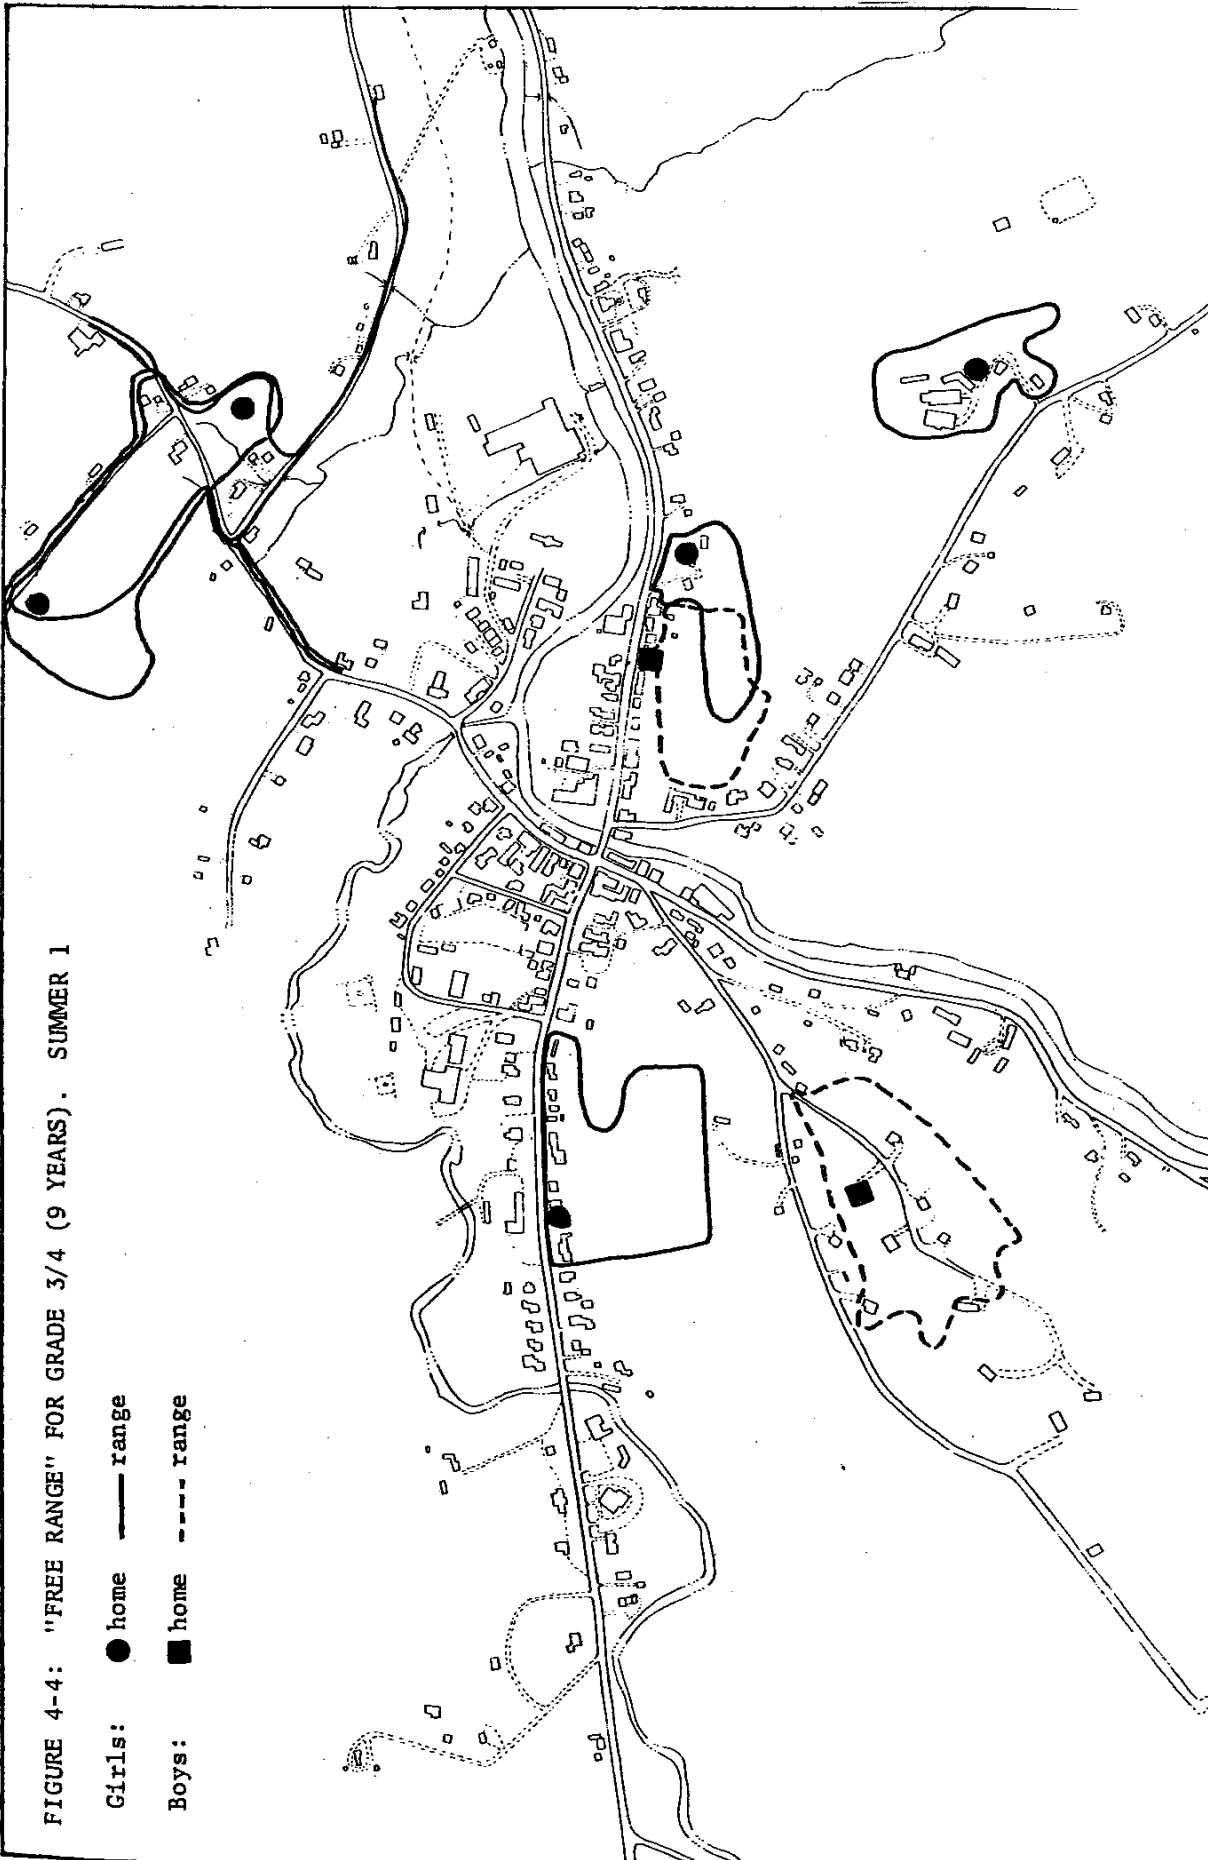 FIGURE 4-4: "FREE RANGE" FOR GRADE 3/4 (9 YEARS). SUMMER 1
Girls: home range
Boys: home range